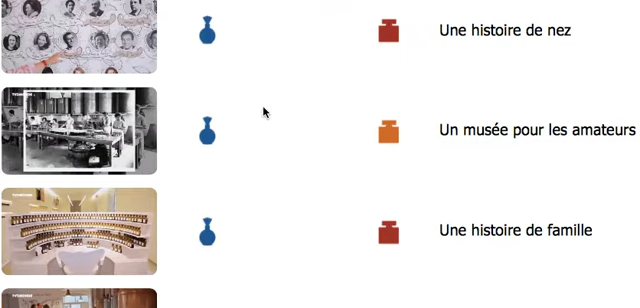 Une histoire de nez
Un musée pour les amateurs
Une histoire de famille